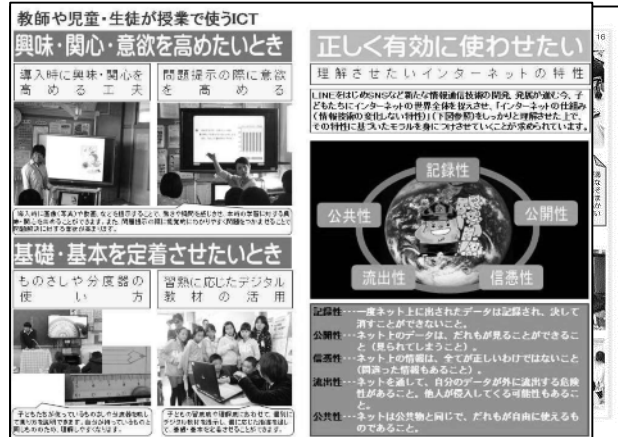 教師や児童・生徒が授業で使うICT
興味・関心・意欲を高めたいとき
導入時に興味・関心を
高める工夫
問題提示の際に意欲
を高める
基礎・基本を定着させたいとき
ものさしや分度器の
使い方
習熟に応じたデジタル
教材の活用
正しく有効に使わせたい
理解させたいインターネットの特性
LINEをはじめSNSなど新たな情報通信技術の開発、発展が進む今、子
どもたちにインターネットの世界全体を捉えさせ、「インターネットの仕組み
(情報技術の変化しない特性)」(下図参照)をしっかりと理解させた上で、
その特性に基づいたモラルを身につけさせていくことが求められています。
記録性
公共性
公開性
流出性
信憑性
記録性・・・一度ネット上に出されたデータは記録され、決して
消すことができないこと。
公開性・・・ネット上のデータは、だれもが見ることができるこ
と(見られてしまうこと)。
信憑性・・・ネット上の情報は、全てが正しいわけではないこと
(間違った情報もあること)。
流出性・・・ネットを通して、自分のデータが外に流出する危険
性があること。他人が侵入してくる可能性もあるこ
と。
公共性・・・ネットは公共物と同じで、だれもが自由に使えるも
のであること。
16